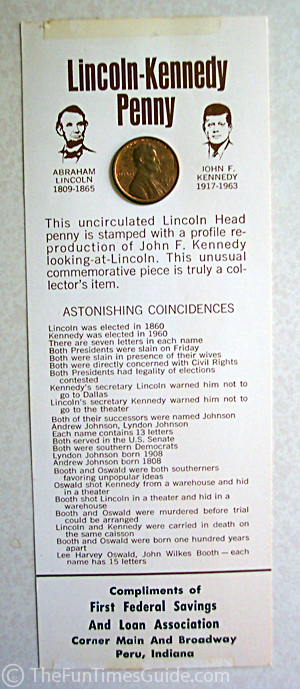 Lincoln-Kennedy
Penny
ABRAHAM
LINCOLN
1809-1865
JOHN F.
KENNEDY
1917-1963
This uncirculated Lincoln Head
penny is stamped with a profile re-
production of John F. Kennedy
looking-at-Lincoln. This unusual
commemorative piece is truly a col-
lector's item.
ASTONISHING COINCIDENCES
Lincoln was elected in 1860
Kennedy was elected in 1960
There are seven letters in each name
Both Presidents were slain on Friday
Both were slain in presence of their wives
Both were directly concerned with Civil Rights
Both Presidents had legality of elections
contested
Kennedy's secretary Lincoln warned him not to
go to Dallas
Lincoln's secretary Kennedy warned him not to
go to the theater
Both of their successors were named Johnson
Andrew Johnson, Lyndon Johnson
Each name contains 13 letters
Both served in the U.S. Senate
Both were southern Democrats
Lyndon Johnson born 1908
Andrew Johnson born 1808
Booth and Oswald were both southerners
favoring unpopular ideas
Oswald shot Kennedy from a warehouse and hid
in a theater
Booth shot Lincoln in a theater and hid in a
warehouse
Booth and Oswald were murdered before trial
could be arranged
Lincoln and Kennedy were carried in death on
the same caisson
Booth and Oswald were born one hundred years
apart
Lee Harvey Oswald, John Wilkes Booth — each
name has 15 letters
Compliments of
First Federal Savings
And Loan Association
Corner Main And Broadway
Peru, Indiana
© TheFunTimesGuide.com